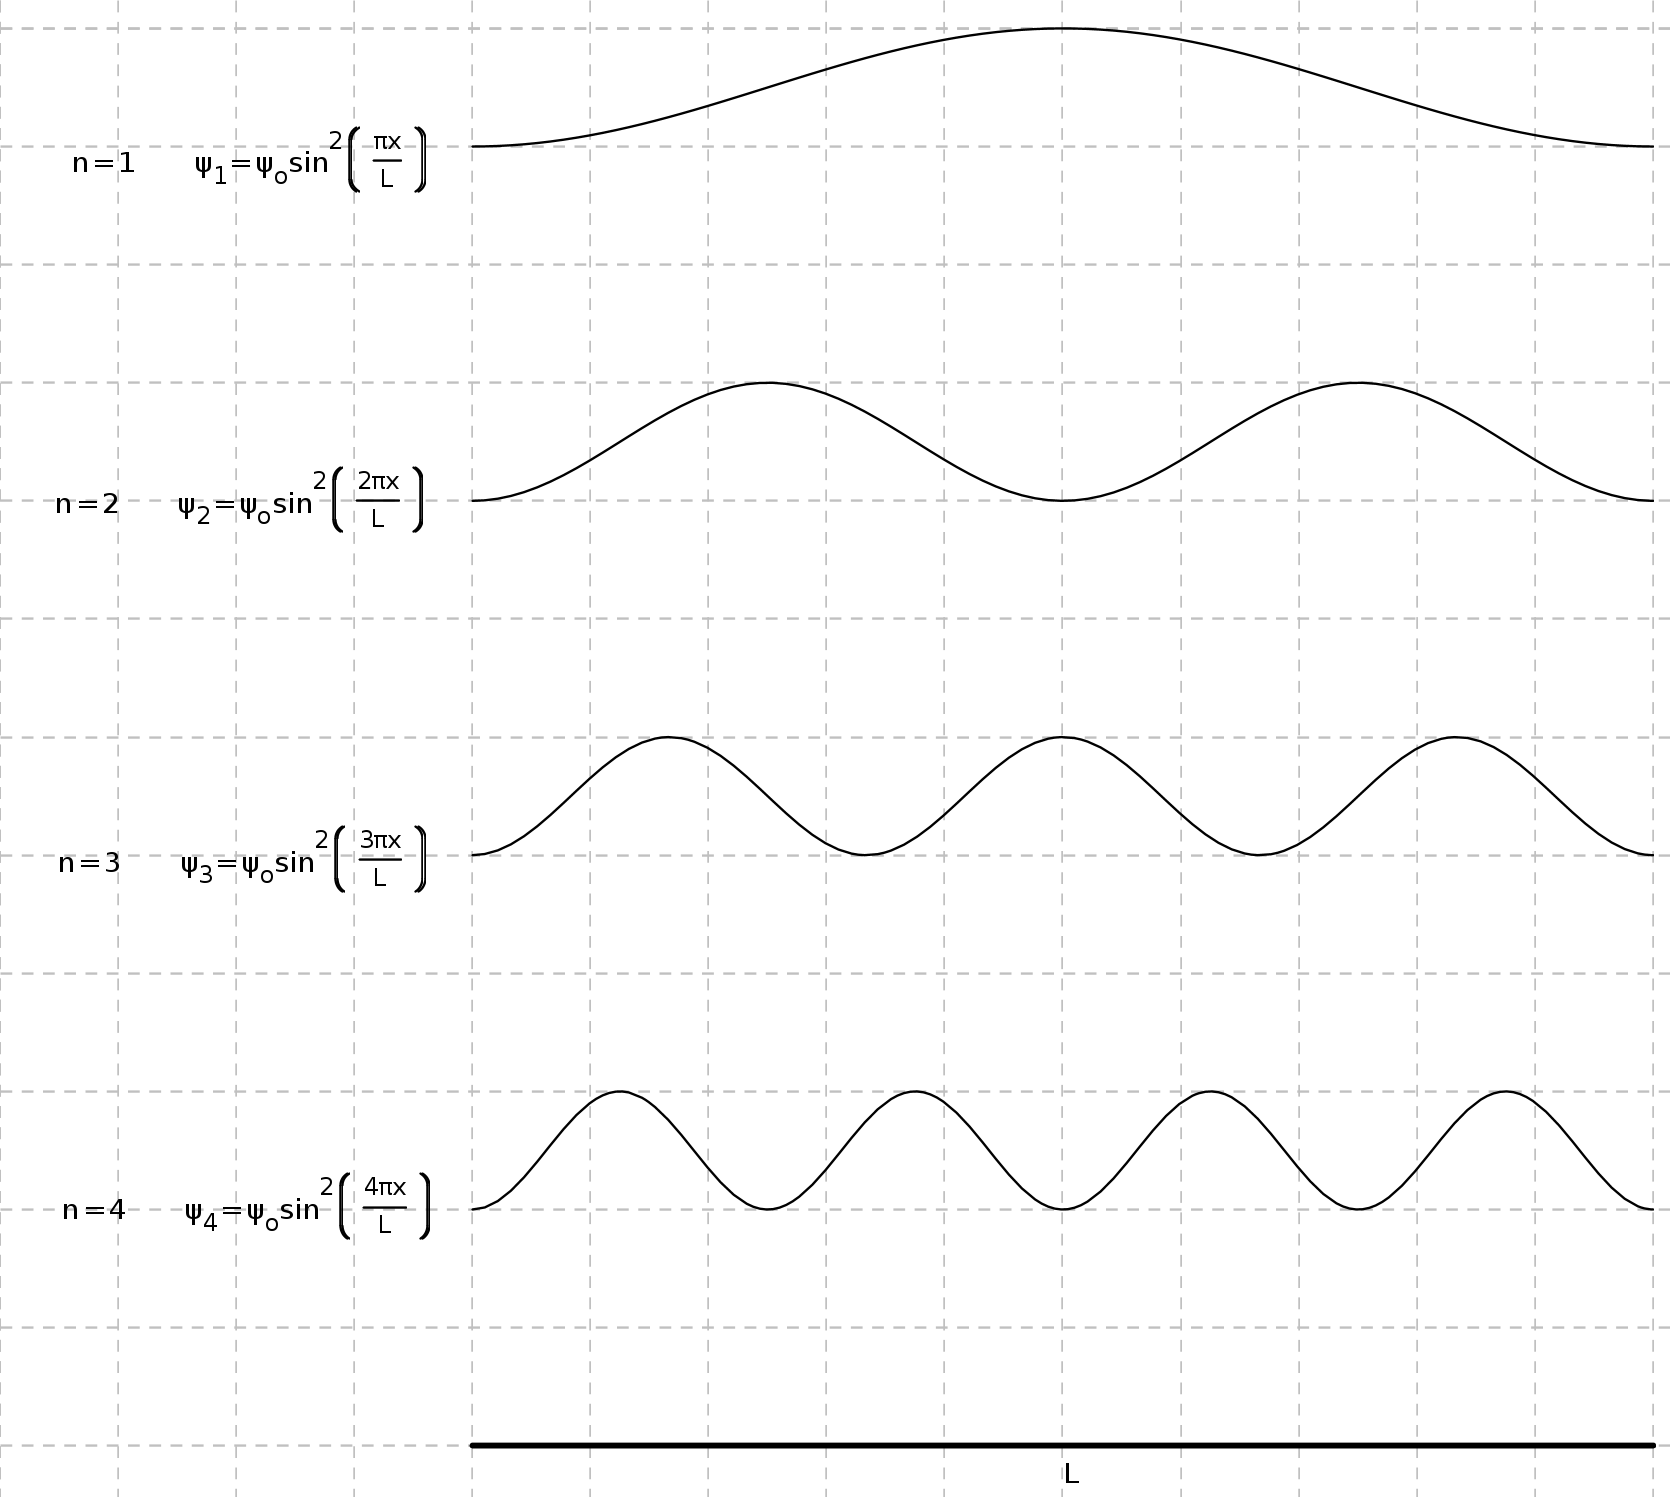 n=1 ψ₁=ψₒsin²(πx/L)
n=2 ψ₂=ψₒsin²(2πx/L)
n=3 ψ₃=ψₒsin²(3πx/L)
n=4 ψ₄=ψₒsin²(4πx/L)
L